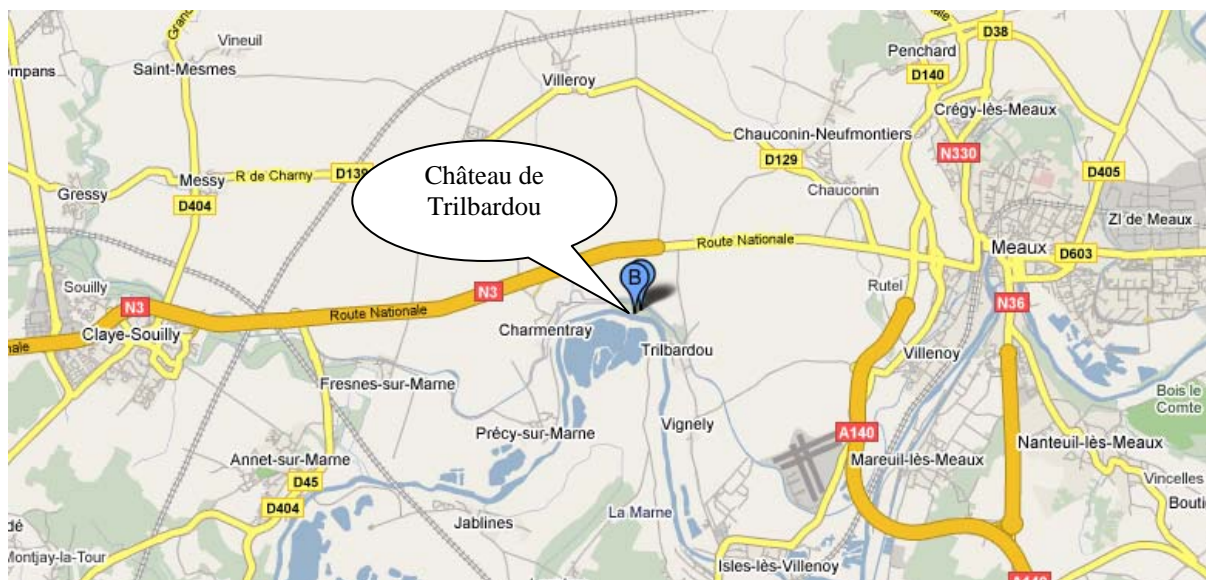 Vineuil
D38
Penchard
Saint-Mesmes
Villeroy
D140
Crégy-lès-Meaux
Chauconin-Neufmontiers
N330
D129
D405
Messy
R de Charny
Gressy
D404
Château de
Trilbardou
Chauconin
ZI de Meaux
Route Nationale
Meaux
D603
Souilly
N3
N3
B
Rutel
N36
Route Nationale
Claye-Souilly
Charmentray
Trilbardou
Villenoy
Fresnes-sur-Marne
Bois le
Comte
Précy-sur-Marne
Vignely
A140
Nanteuil-lès-Meaux
Annet-sur-Marne
Mareuil-lès-Meaux
D45
Vincelles
D404
Jablines
La Marne
Montjay-la-Tour
Isles-lès-Villenoy